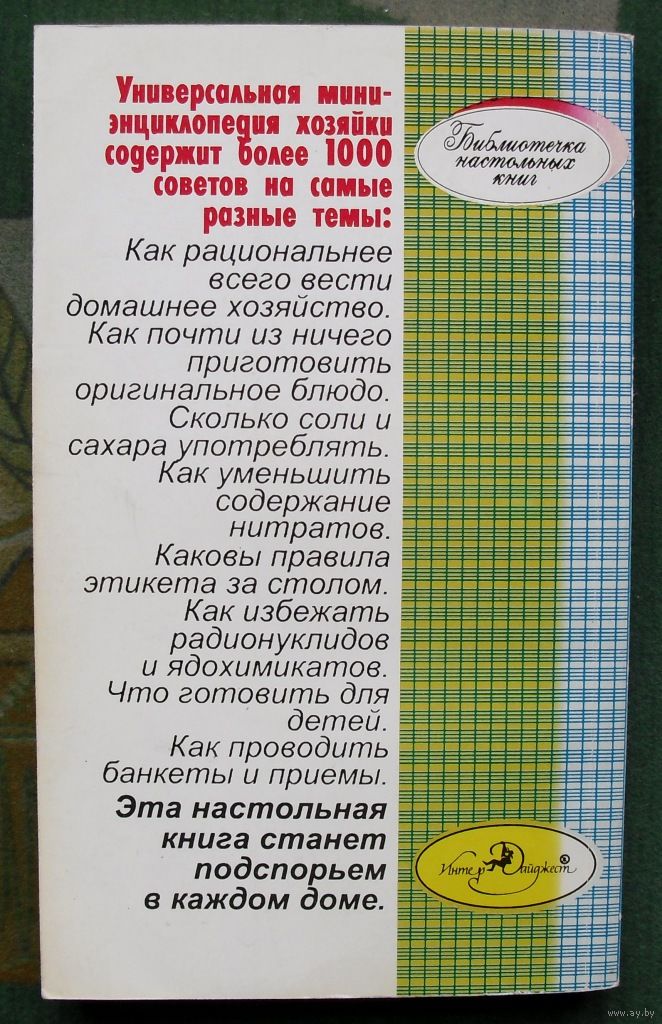 Универсальная мини-
энциклопедия хозяйки
содержит более 1000
советов на самые
разные темы:
Как рациональнее
всего вести
домашнее хозяйство.
Как почти из ничего
приготовить
оригинальное блюдо.
Сколько соли и
сахара употреблять.
Как уменьшить
содержание
нитратов.
Каковы правила
этикета за столом.
Как избежать
радионуклидов
и ядохимикатов.
Что готовить для
детей.
Как проводить
банкеты и приемы.
Эта настольная
книга станет
подспорьем
в каждом доме.
Библиотечка
настольных
книг
Интер Дайджест ®
www.ay.by